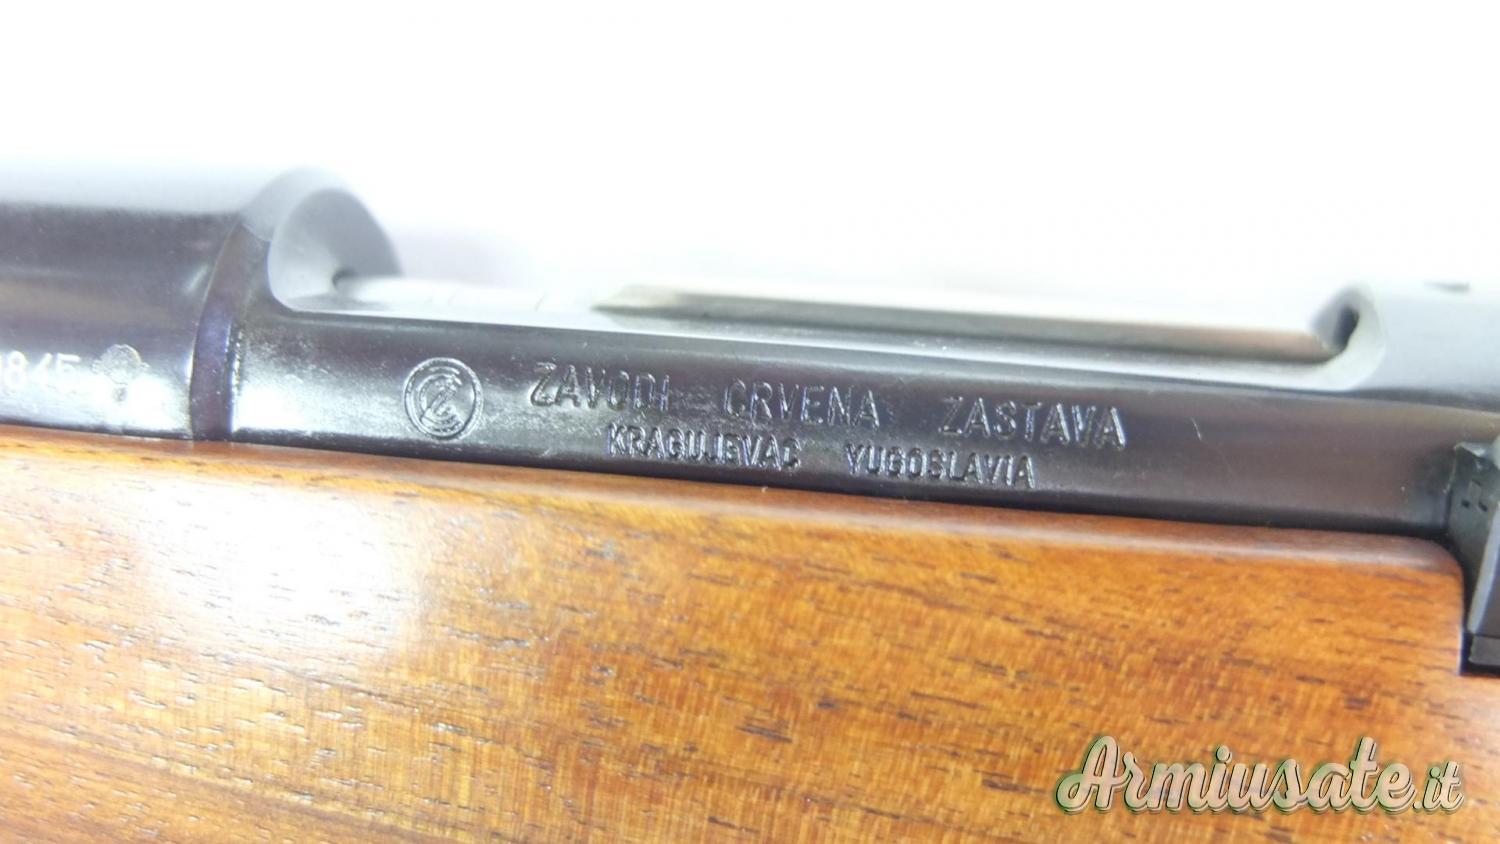 ZAVODI CRVENA ZASTAVA
KRAGUJEVAC YUGOSLAVIA
Armiusate.it